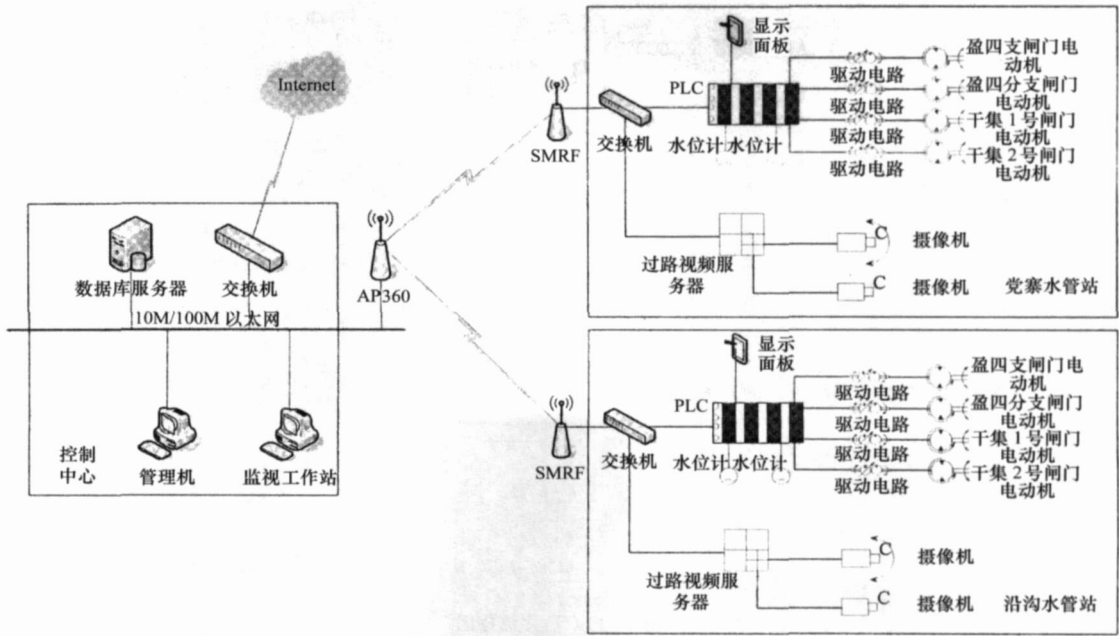 Internet
数据库服务器
交换机
10M/100M 以太网
控制
中心
管理机
监视工作站
AP360
SMRF
交换机
PLC
显示
面板
水位计水位计
驱动电路
驱动电路
驱动电路
驱动电路
盈四支闸门电
动机
盈四分支闸门
电动机
干集1号闸门
电动机
干集2号闸门
电动机
过路视频服
务器
摄像机
摄像机
党寨水管站
SMRF
交换机
PLC
显示
面板
水位计水位计
驱动电路
驱动电路
驱动电路
驱动电路
盈四支闸门电
动机
盈四分支闸门
电动机
干集1号闸门
电动机
干集2号闸门
电动机
过路视频服
务器
C
摄像机
C
摄像机
沿沟水管站
C
C